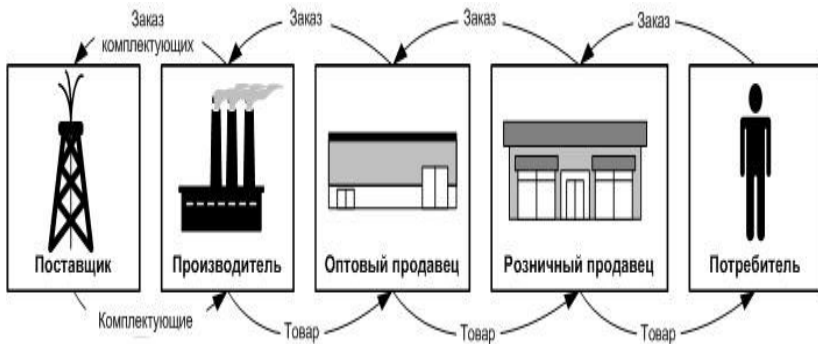 Заказ
комплектующих
Заказ
Заказ
Заказ
Поставщик
Производитель
Оптовый продавец
Розничный продавец
Потребитель
Комплектующие
Товар
Товар
Товар